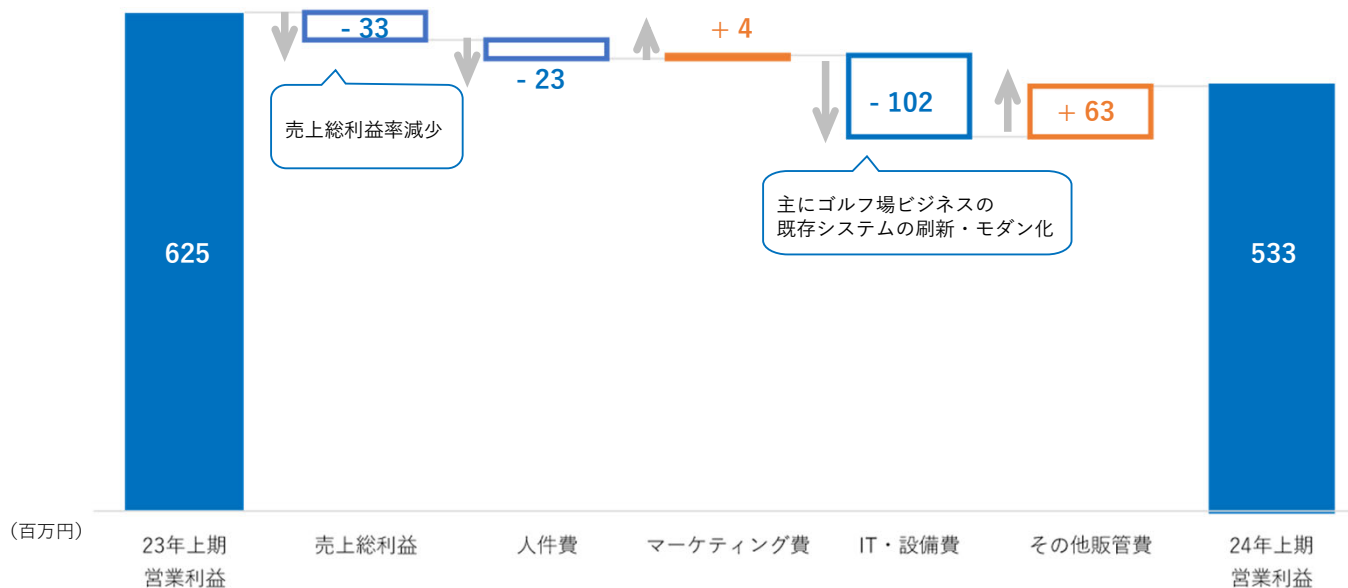 - 33
+ 4
- 23
- 102
+ 63
売上総利益率減少
主にゴルフ場ビジネスの
既存システムの刷新・モダン化
625
533
(百万円)
23年上期
営業利益
売上総利益
人件費
マーケティング費
IT・設備費
その他販管費
24年上期
営業利益